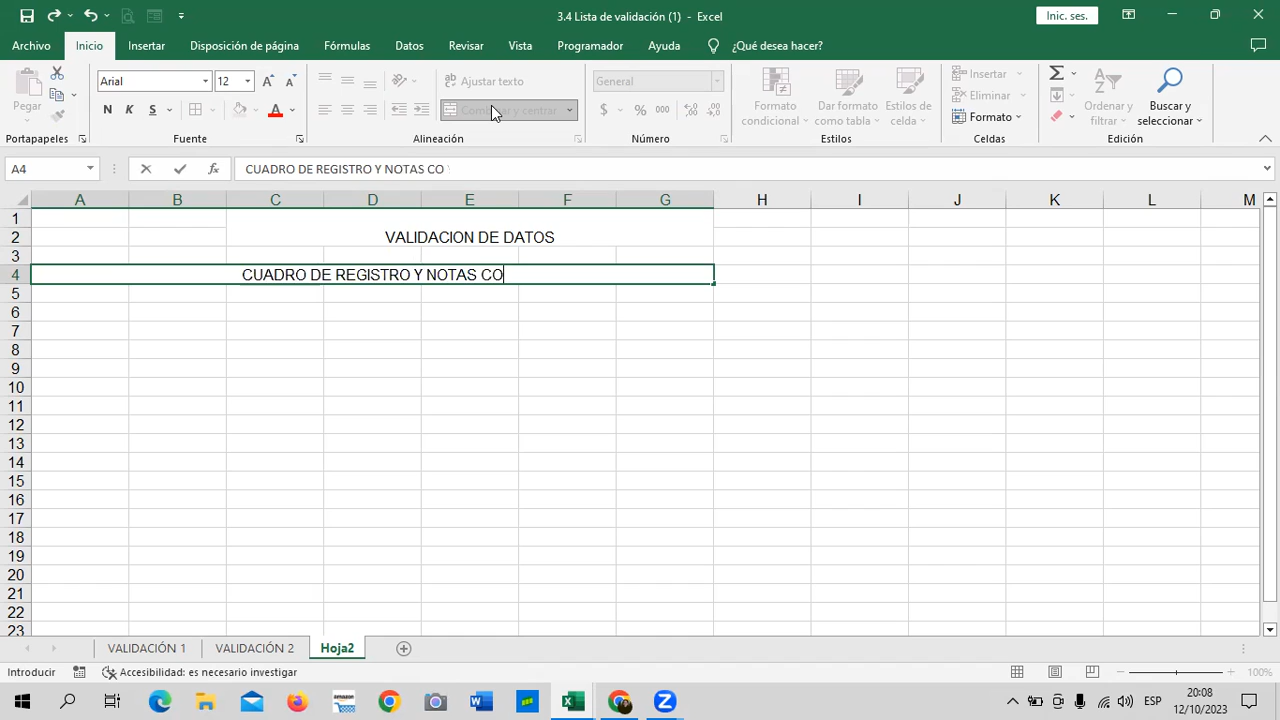 3.4 Lista de validación (1) - Excel
Inic. ses.
Archivo Inicio Insertar Disposición de página Fórmulas Datos Revisar Vista Programador Ayuda ¿Qué desea hacer?
Pegar
Portapapeles
Arial 12
N K S
Fuente
Ajustar texto
Combinar y centrar
Alineación
General
$ % 000
Número
Formato condicional
Dar formato como tabla
Estilos de celda
Estilos
Insertar
Eliminar
Formato
Celdas
Ordenar y filtrar
Buscar y seleccionar
Edición
A4 fx CUADRO DE REGISTRO Y NOTAS CO
A B C D E F G H I J K L M
1
2 VALIDACION DE DATOS
3
4 CUADRO DE REGISTRO Y NOTAS CO
5
6
7
8
9
10
11
12
13
14
15
16
17
18
19
20
21
22
23
VALIDACIÓN 1 VALIDACIÓN 2 Hoja2
Introducir Accesibilidad: es necesario investigar 100%
ESP 20:08 12/10/2023